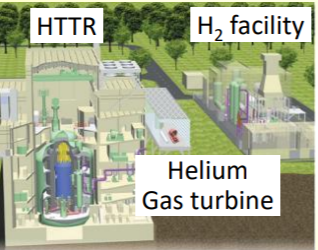 HTTR
H₂ facility
Helium
Gas turbine